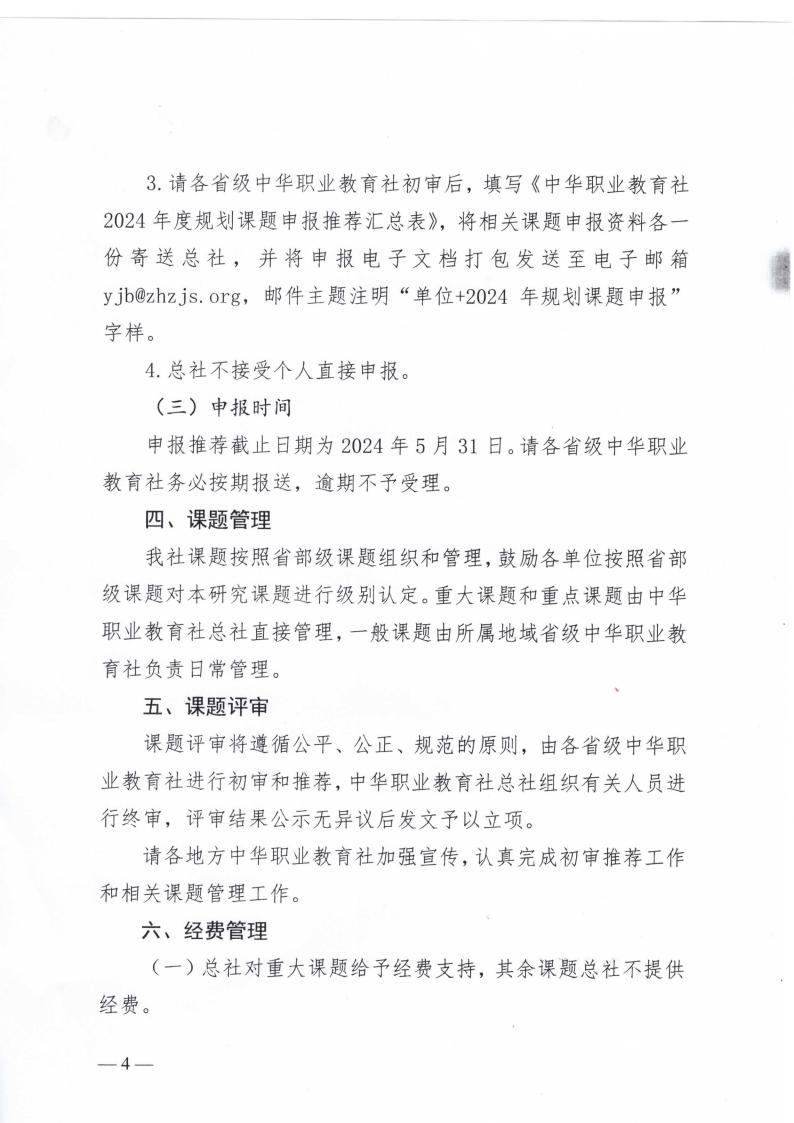 3.请各省级中华职业教育社初审后，填写《中华职业教育社
2024 年度规划课题申报推荐汇总表》，将相关课题申报资料各一
份寄送总社，并将申报电子文档打包发送至电子邮箱
yjb@zhzjs.org，邮件主题注明“单位+2024 年规划课题申报”
字样。
4.总社不接受个人直接申报。
（三）申报时间
申报推荐截止日期为 2024 年 5 月 31 日。请各省级中华职业
教育社务必按期报送，逾期不予受理。
四、课题管理
我社课题按照省部级课题组织和管理，鼓励各单位按照省部
级课题对本研究课题进行级别认定。重大课题和重点课题由中华
职业教育社总社直接管理，一般课题由所属地域省级中华职业教
育社负责日常管理。
五、课题评审
课题评审将遵循公平、公正、规范的原则，由各省级中华职
业教育社进行初审和推荐，中华职业教育社总社组织有关人员进
行终审，评审结果公示无异议后发文予以立项。
请各地方中华职业教育社加强宣传，认真完成初审推荐工作
和相关课题管理工作。
六、经费管理
（一）总社对重大课题给予经费支持，其余课题总社不提供
经费。
— 4 —